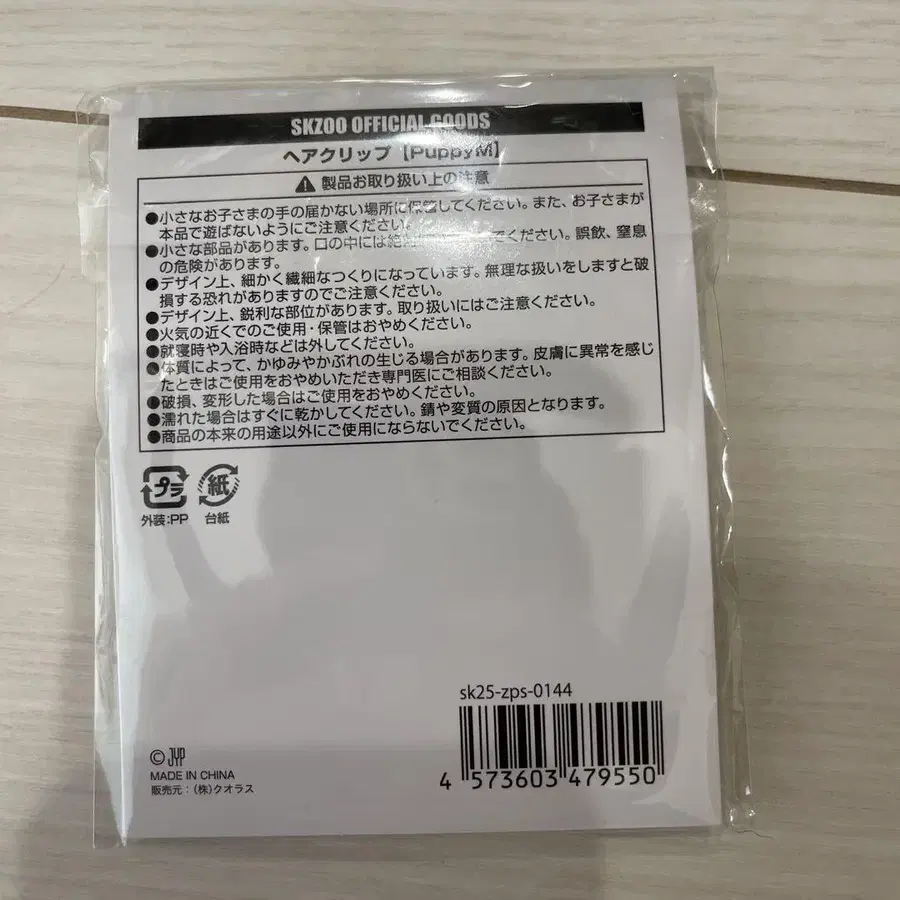 SKZOO OFFICIAL GOODS
ヘアクリップ【PuppyM】
製品お取り扱い上の注意
●小さなお子さまの手の届かない場所に保管してください。また、お子さまが
本品で遊ばないようにご注意ください。
●小さな部品があります。口の中には絶対 でください。誤飲、窒息
の危険があります。
●デザイン上、細かく繊細なつくりになっています。無理な扱いをしますと破
損する恐れがありますのでご注意ください。
●デザイン上、鋭利な部位があります。取り扱いにはご注意ください。
●火気の近くでのご使用・保管はおやめください。
●就寝時や入浴時などは外してください。
●体質によって、かゆみやかぶれの生じる場合があります。皮膚に異常を感じ
たときはご使用をおやめいただき専門医にご相談ください。
●破損、変形した場合はご使用をおやめください。
●濡れた場合はすぐに乾かしてください。錆や変質の原因となります。
●商品の本来の用途以外にご使用にならないでください。
プラ 紙
外装:PP 台紙
sk25-zps-0144
4 573603 479550
© JYP
MADE IN CHINA
販売元:(株)クオラス